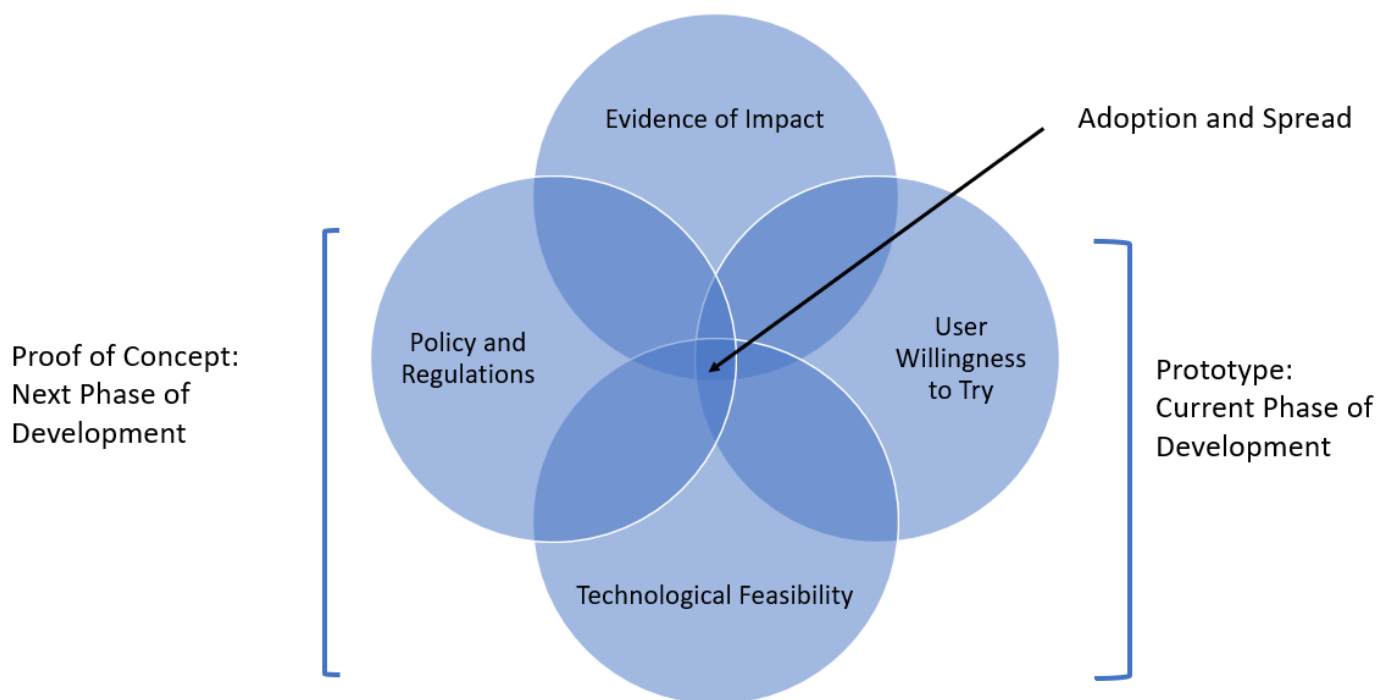 Evidence of Impact
Adoption and Spread
Policy and
Regulations
User
Willingness
to Try
Proof of Concept:
Next Phase of
Development
Prototype:
Current Phase of
Development
Technological Feasibility